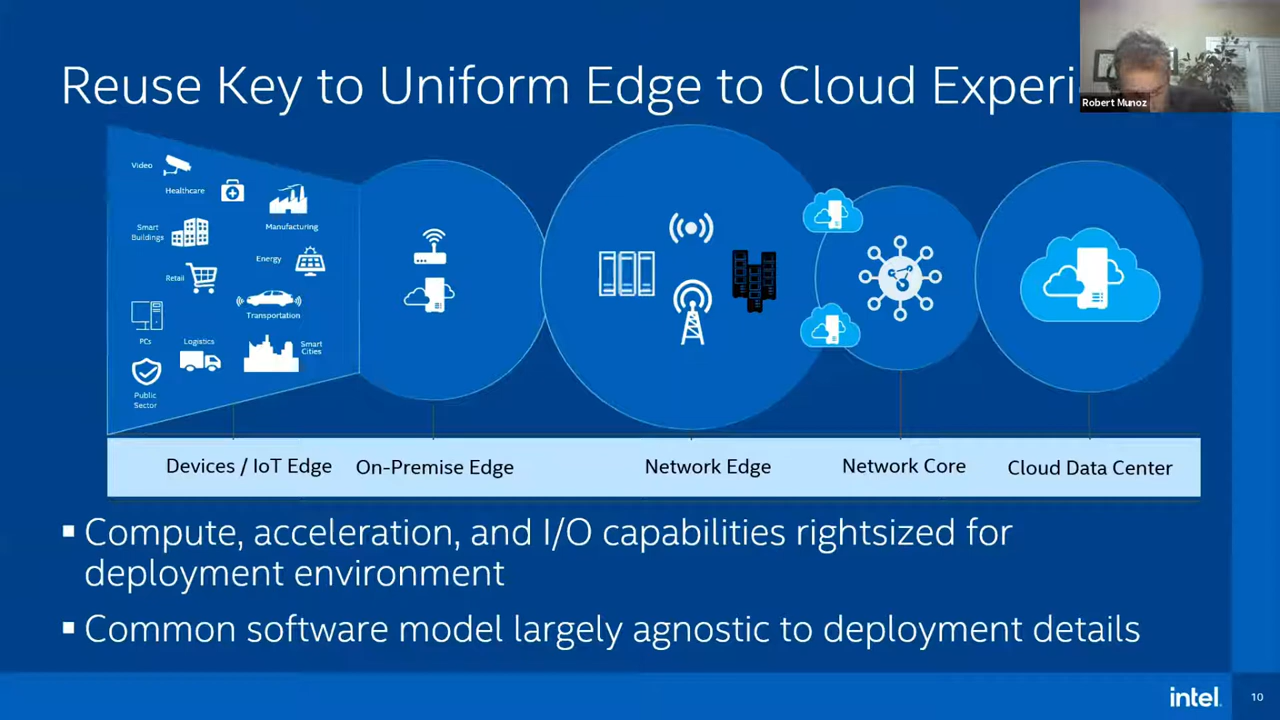 Reuse Key to Uniform Edge to Cloud Experi
Robert Munoz
Video
Healthcare
Manufacturing
Smart
Buildings
Energy
Retail
Transportation
PCs
Logistics
Smart
Cities
Public
Sector
Devices / IoT Edge
On-Premise Edge
Network Edge
Network Core
Cloud Data Center
▪ Compute, acceleration, and I/O capabilities rightsized for
deployment environment
▪ Common software model largely agnostic to deployment details
intel.
10